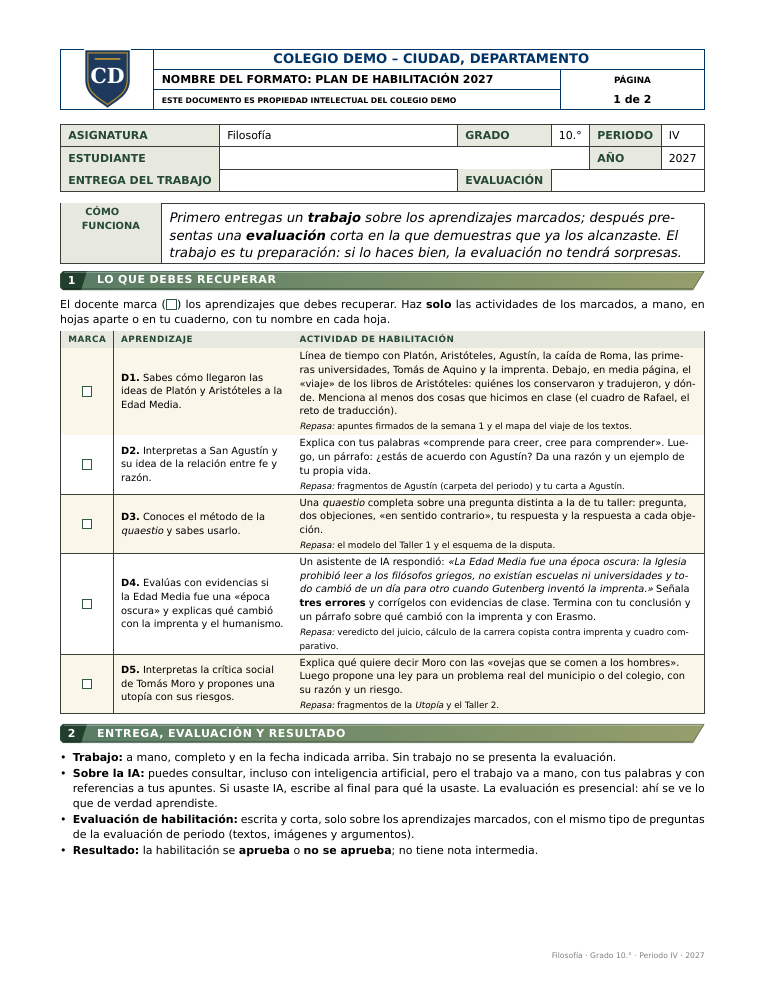 CD
COLEGIO DEMO – CIUDAD, DEPARTAMENTO
NOMBRE DEL FORMATO: PLAN DE HABILITACIÓN 2027
PÁGINA
ESTE DOCUMENTO ES PROPIEDAD INTELECTUAL DEL COLEGIO DEMO
1 de 2
ASIGNATURA Filosofía GRADO 10.° PERIODO IV
ESTUDIANTE AÑO 2027
ENTREGA DEL TRABAJO EVALUACIÓN
CÓMO
FUNCIONA
Primero entregas un trabajo sobre los aprendizajes marcados; después pre-
sentas una evaluación corta en la que demuestras que ya los alcanzaste. El
trabajo es tu preparación: si lo haces bien, la evaluación no tendrá sorpresas.
1 LO QUE DEBES RECUPERAR
El docente marca (☐) los aprendizajes que debes recuperar. Haz solo las actividades de los marcados, a mano, en
hojas aparte o en tu cuaderno, con tu nombre en cada hoja.
MARCA APRENDIZAJE ACTIVIDAD DE HABILITACIÓN
☐
D1. Sabes cómo llegaron las
ideas de Platón y Aristóteles a la
Edad Media.
Línea de tiempo con Platón, Aristóteles, Agustín, la caída de Roma, las prime-
ras universidades, Tomás de Aquino y la imprenta. Debajo, en media página, el
«viaje» de los libros de Aristóteles: quiénes los conservaron y tradujeron, y dón-
de. Menciona al menos dos cosas que hicimos en clase (el cuadro de Rafael, el
reto de traducción).
Repasa: apuntes firmados de la semana 1 y el mapa del viaje de los textos.
☐
D2. Interpretas a San Agustín y
su idea de la relación entre fe y
razón.
Explica con tus palabras «comprende para creer, cree para comprender». Lue-
go, un párrafo: ¿estás de acuerdo con Agustín? Da una razón y un ejemplo de
tu propia vida.
Repasa: fragmentos de Agustín (carpeta del periodo) y tu carta a Agustín.
☐
D3. Conoces el método de la
quaestio y sabes usarlo.
Una quaestio completa sobre una pregunta distinta a la de tu taller: pregunta,
dos objeciones, «en sentido contrario», tu respuesta y la respuesta a cada obje-
ción.
Repasa: el modelo del Taller 1 y el esquema de la disputa.
☐
D4. Evalúas con evidencias si
la Edad Media fue una «época
oscura» y explicas qué cambió
con la imprenta y el humanismo.
Un asistente de IA respondió: «La Edad Media fue una época oscura: la Iglesia
prohibió leer a los filósofos griegos, no existían escuelas ni universidades y to-
do cambió de un día para otro cuando Gutenberg inventó la imprenta.» Señala
tres errores y corrígelos con evidencias de clase. Termina con tu conclusión y
un párrafo sobre qué cambió con la imprenta y con Erasmo.
Repasa: veredicto del juicio, cálculo de la carrera copista contra imprenta y cuadro com-
parativo.
☐
D5. Interpretas la crítica social
de Tomás Moro y propones una
utopía con sus riesgos.
Explica qué quiere decir Moro con las «ovejas que se comen a los hombres».
Luego propone una ley para un problema real del municipio o del colegio, con
su razón y un riesgo.
Repasa: fragmentos de la Utopía y el Taller 2.
2 ENTREGA, EVALUACIÓN Y RESULTADO
• Trabajo: a mano, completo y en la fecha indicada arriba. Sin trabajo no se presenta la evaluación.
• Sobre la IA: puedes consultar, incluso con inteligencia artificial, pero el trabajo va a mano, con tus palabras y con
referencias a tus apuntes. Si usaste IA, escribe al final para qué la usaste. La evaluación es presencial: ahí se ve lo
que de verdad aprendiste.
• Evaluación de habilitación: escrita y corta, solo sobre los aprendizajes marcados, con el mismo tipo de preguntas
de la evaluación de periodo (textos, imágenes y argumentos).
• Resultado: la habilitación se aprueba o no se aprueba; no tiene nota intermedia.
Filosofía · Grado 10.° · Periodo IV · 2027